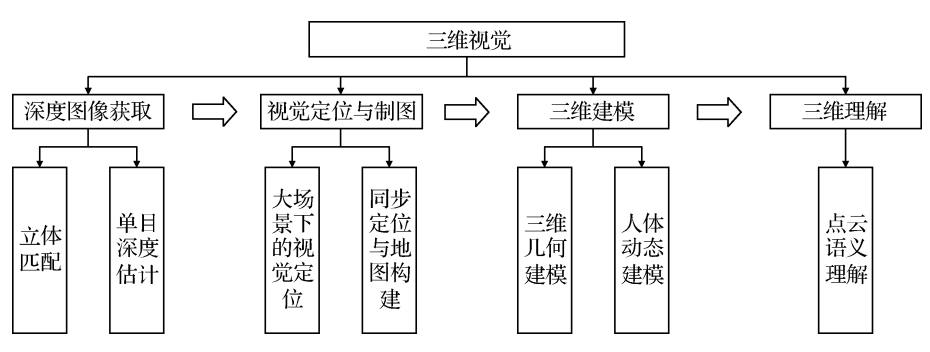 三维视觉
深度图像获取
视觉定位与制图
三维建模
三维理解
立体
匹配
单目
深度
估计
大场
景下
的视
觉定
位
同步
定位
与地
图构
建
三维
几何
建模
人体
动态
建模
点云
语义
理解